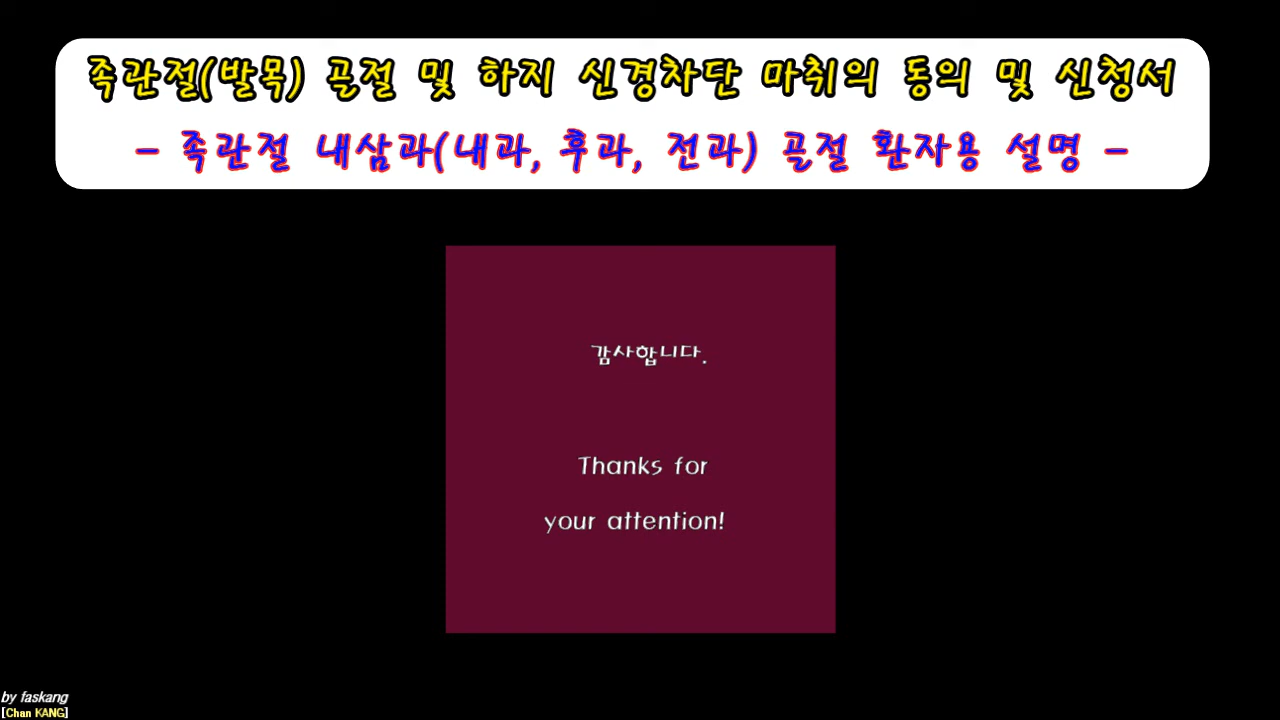 족관절(발목) 골절 및 하지 신경차단 마취의 동의 및 신청서
- 족관절 내삼과(내과, 후과, 전과) 골절 환자용 설명 -
감사합니다.
Thanks for
your attention!
by faskang
[Chan KANG]